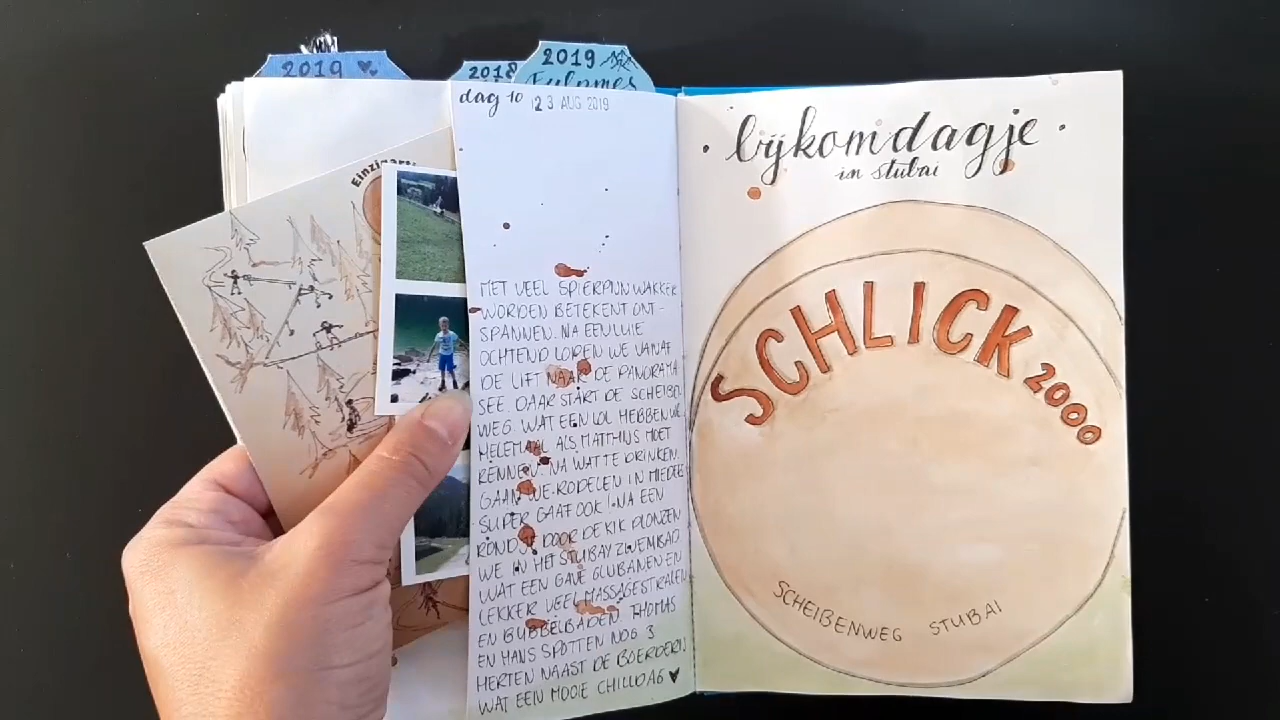 2019
2018
2019
Fulpmes
dag 10 23 AUG 2019
Einzigart
MET VEEL SPIERPIJN WAKKER
WORDEN BETEKENT ONT-
SPANNEN. NA EEN LUIE
OCHTEND LOPEN WE VANAF
DE LIFT NAAR DE PANORAMA
SEE. DAAR START DE SCHEIBEN
WEG. WAT EEN LOL HEBBEN WE,
HELEMAAL ALS MATTHIJS MOET
RENNEN. NA WAT TE DRINKEN
GAAN WE RODELEN IN MIEDERS
SUPER GAAF OOK! NA EEN
RONDJE DOOR DE KIK PLONZEN
WE IN HET STUBAY ZWEMBAD
WAT EEN GAVE GLIJBANEN EN
LEKKER VEEL MASSAGESTRALEN
EN BUBBELBADEN. THOMAS
EN HANS SPOTTEN NOG 3
HERTEN NAAST DE BOERDERIJ
WAT EEN MOOIE CHILLDAG ♥
bijkomdagje
in stubai
SCHLICK 2000
SCHEIBENWEG STUBAI